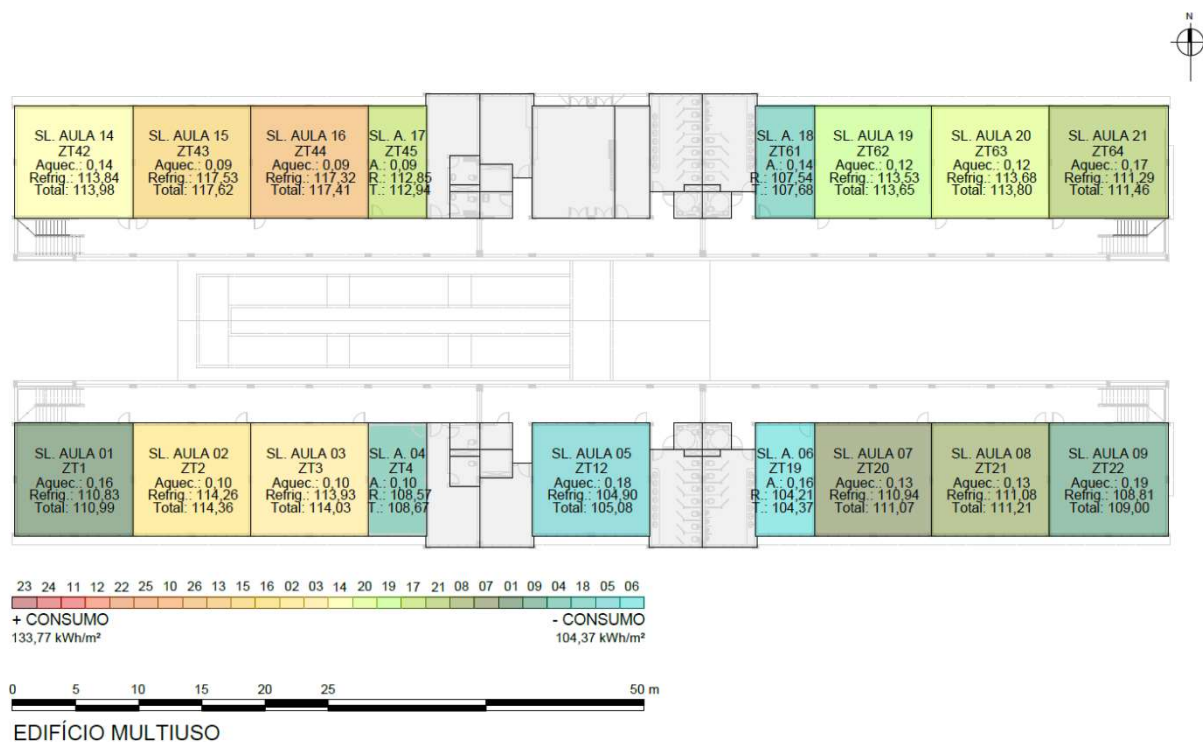 N
SL. AULA 14
ZT42
Aquec.: 0,14
Refrig.: 113,84
Total: 113,98
SL. AULA 15
ZT43
Aquec.: 0,09
Refrig.: 117,53
Total: 117,62
SL. AULA 16
ZT44
Aquec.: 0,09
Refrig.: 117,32
Total: 117,41
SL. A. 17
ZT45
A.: 0,09
R.: 112,85
T.: 112,94
SL. A. 18
ZT61
A.: 0,14
R.: 107,54
T.: 107,68
SL. AULA 19
ZT62
Aquec.: 0,12
Refrig.: 113,53
Total: 113,65
SL. AULA 20
ZT63
Aquec.: 0,12
Refrig.: 113,68
Total: 113,80
SL. AULA 21
ZT64
Aquec.: 0,17
Refrig.: 111,29
Total: 111,46
SL. AULA 01
ZT1
Aquec.: 0,16
Refrig.: 110,83
Total: 110,99
SL. AULA 02
ZT2
Aquec.: 0,10
Refrig.: 114,26
Total: 114,36
SL. AULA 03
ZT3
Aquec.: 0,10
Refrig.: 113,93
Total: 114,03
SL. A. 04
ZT4
A.: 0,10
R.: 108,57
T.: 108,67
SL. AULA 05
ZT12
Aquec.: 0,18
Refrig.: 104,90
Total: 105,08
SL. A. 06
ZT19
A.: 0,16
R.: 104,21
T.: 104,37
SL. AULA 07
ZT20
Aquec.: 0,13
Refrig.: 110,94
Total: 111,07
SL. AULA 08
ZT21
Aquec.: 0,13
Refrig.: 111,08
Total: 111,21
SL. AULA 09
ZT22
Aquec.: 0,19
Refrig.: 108,81
Total: 109,00
23 24 11 12 22 25 10 26 13 15 16 02 03 14 20 19 17 21 08 07 01 09 04 18 05 06
+ CONSUMO - CONSUMO
133,77 kWh/m² 104,37 kWh/m²
0 5 10 15 20 25 50 m
EDIFÍCIO MULTIUSO